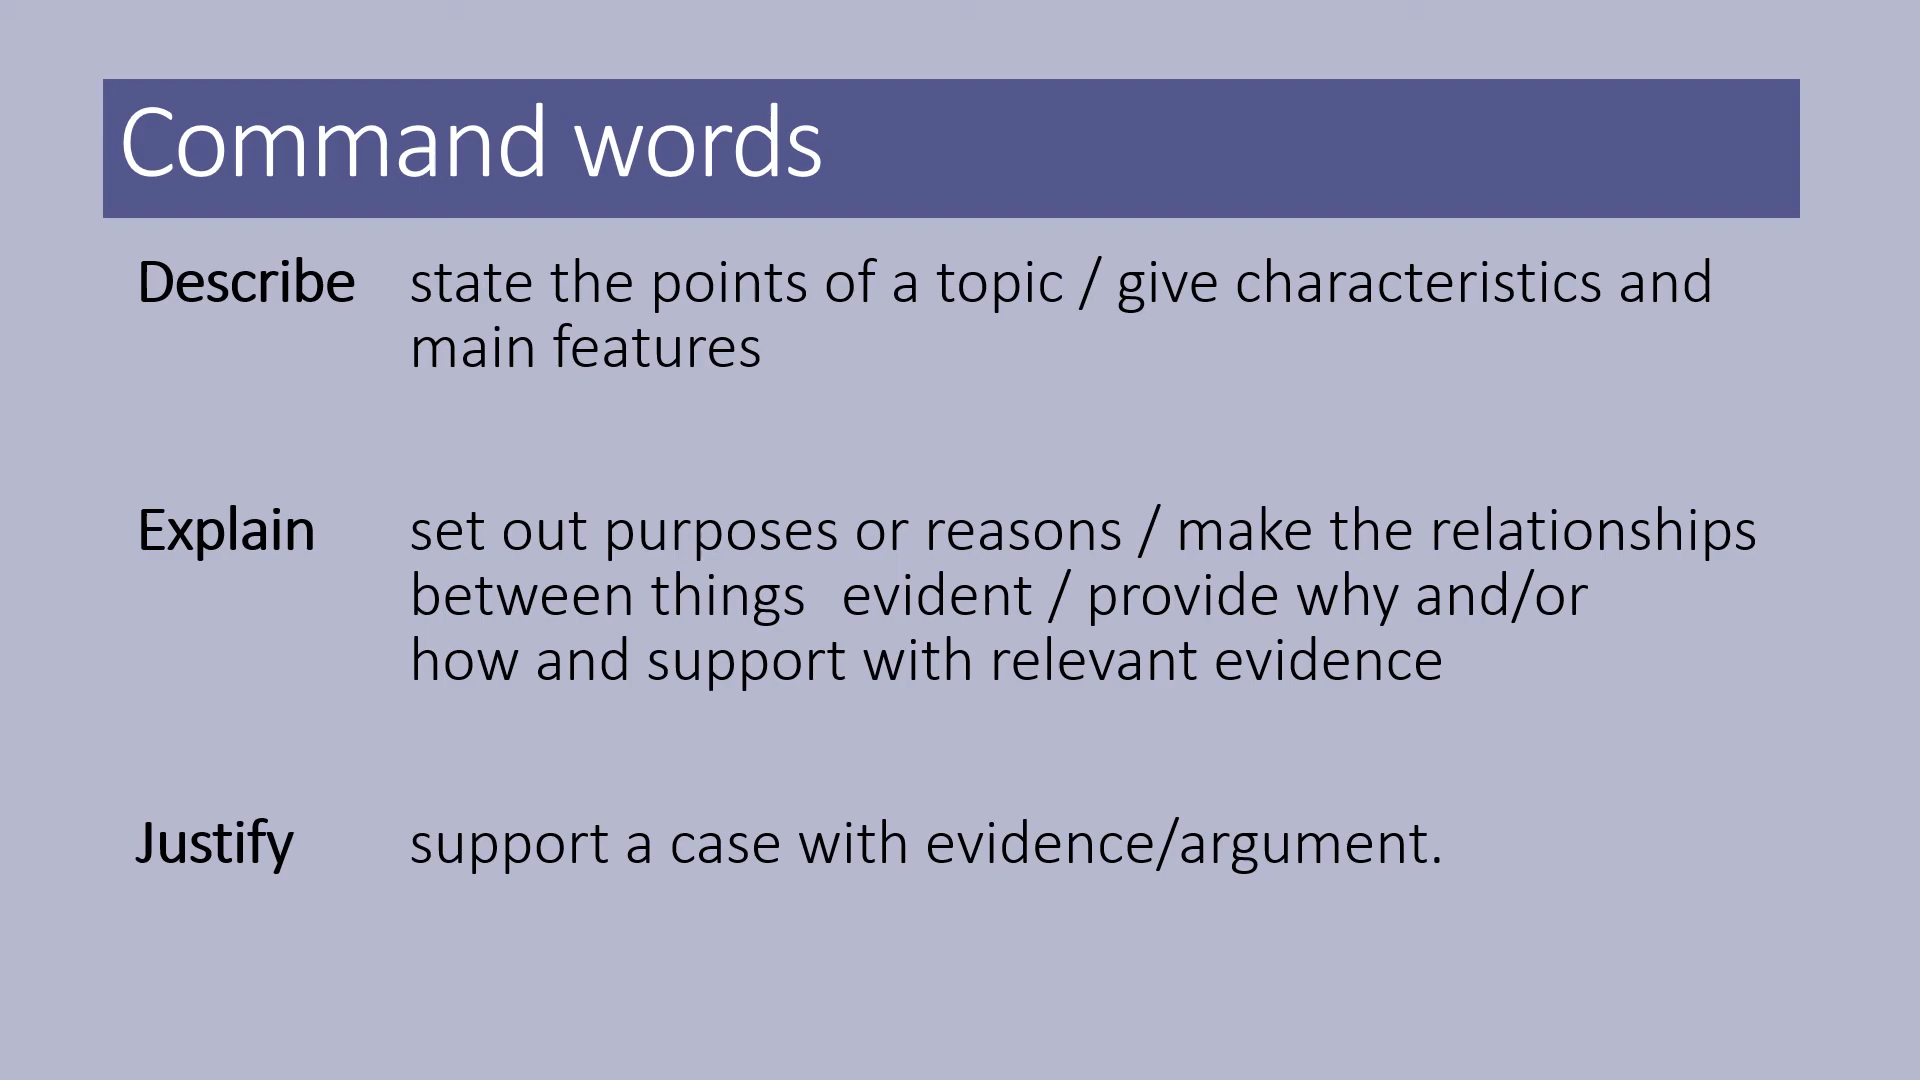 Command words
Describe state the points of a topic / give characteristics and
main features
Explain set out purposes or reasons / make the relationships
between things evident / provide why and/or
how and support with relevant evidence
Justify support a case with evidence/argument.